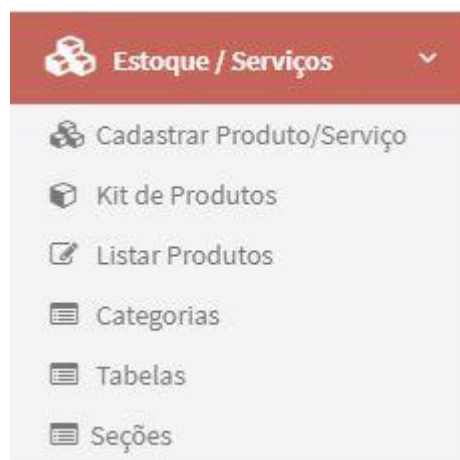 Estoque / Serviços
Cadastrar Produto/Serviço
Kit de Produtos
Listar Produtos
Categorias
Tabelas
Seções